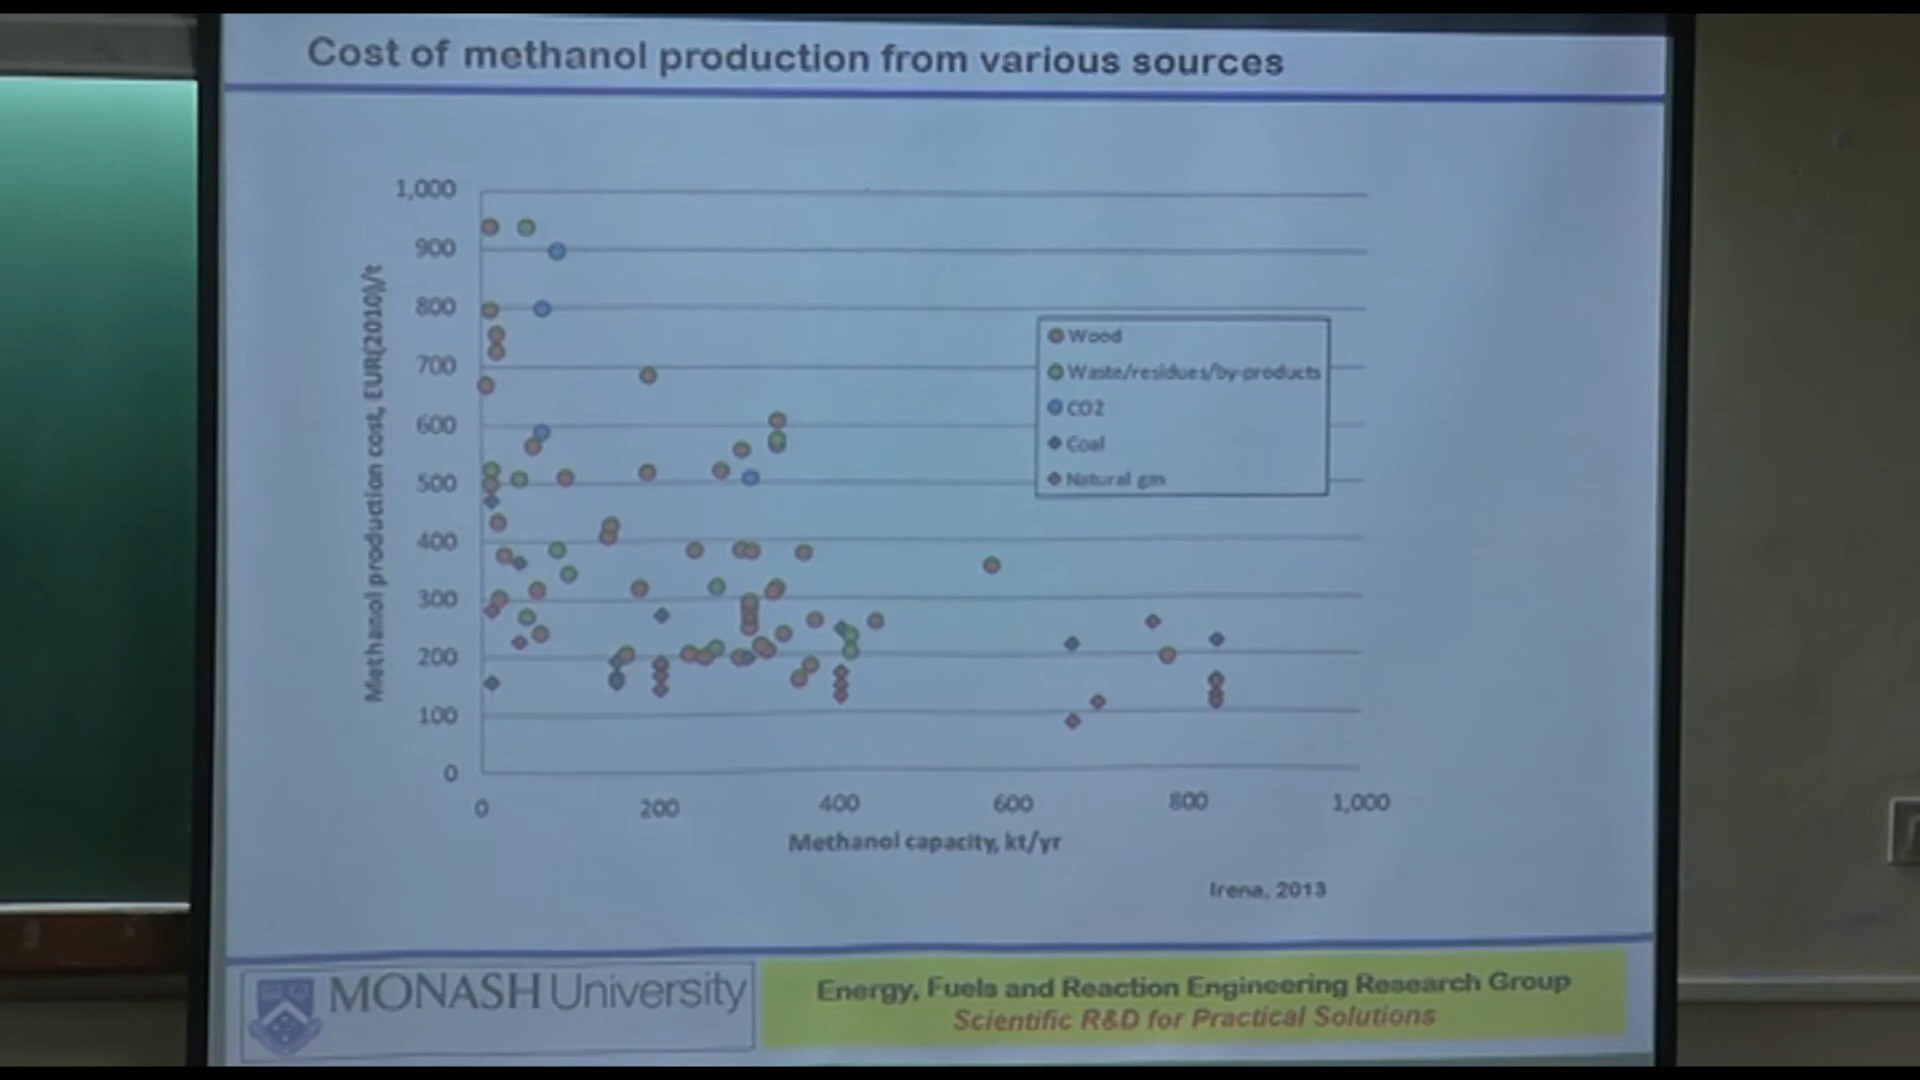 Cost of methanol production from various sources
Methanol production cost, EUR(2010)/t
1,000
900
800
700
600
500
400
300
200
100
0
Wood
Waste/residues/by-products
CO2
Coal
Natural gas
0 200 400 600 800 1,000
Methanol capacity, kt/yr
Irena, 2013
MONASH University
Energy, Fuels and Reaction Engineering Research Group
Scientific R&D for Practical Solutions